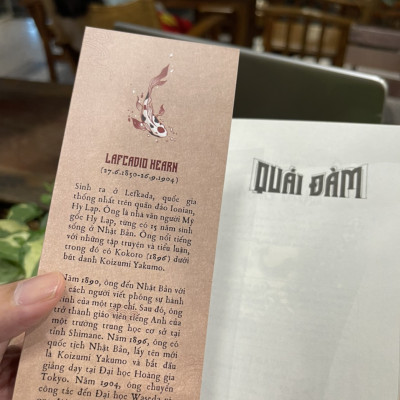 LAFCADIO HEARN
(27.6.1850-26.9.1904)
Sinh ra ở Lefkada, quốc gia
thống nhất trên quần đảo Ionian,
Hy Lạp. Ông là nhà văn người Mỹ
gốc Hy Lạp, từng có 15 năm sinh
sống ở Nhật Bản. Ông nổi tiếng
với những tập truyện và tiểu luận,
trong đó có Kokoro (1896) dưới
bút danh Koizumi Yakumo.
Năm 1890, ông đến Nhật Bản với
cách người viết phóng sự hành
ình của một tạp chí. Sau đó, ông
trở thành giáo viên tiếng Anh của
một trường trung học cơ sở tại
tỉnh Shimane. Năm 1896, ông có
quốc tịch Nhật Bản, lấy tên mới
là Koizumi Yakumo và bắt đầu
giảng dạy tại Đại học Hoàng gia
Tokyo. Năm 1904, ông chuyển
công tác đến Đại học Waseda và
QUÁI ĐÀM